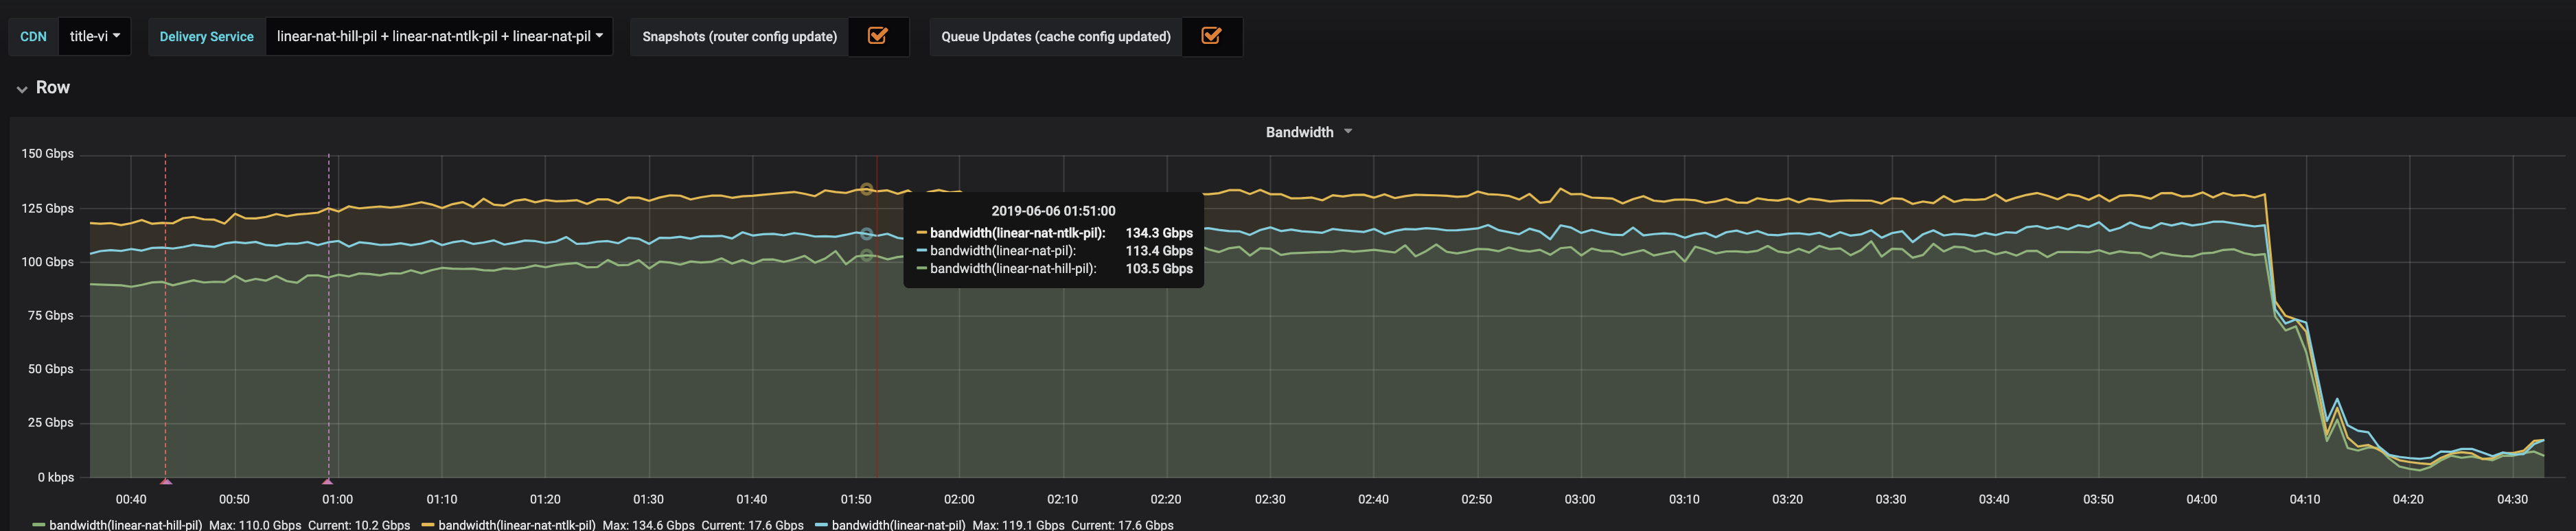 CDN title-vi Delivery Service linear-nat-hill-pil + linear-nat-ntlk-pil + linear-nat-pil Snapshots (router config update) Queue Updates (cache config updated)
Row
Bandwidth
150 Gbps
125 Gbps
100 Gbps
75 Gbps
50 Gbps
25 Gbps
0 kbps
2019-06-06 01:51:00
bandwidth(linear-nat-ntlk-pil): 134.3 Gbps
bandwidth(linear-nat-pil): 113.4 Gbps
bandwidth(linear-nat-hill-pil): 103.5 Gbps
00:40 00:50 01:00 01:10 01:20 01:30 01:40 01:50 02:00 02:10 02:20 02:30 02:40 02:50 03:00 03:10 03:20 03:30 03:40 03:50 04:00 04:10 04:20 04:30
bandwidth(linear-nat-hill-pil) Max: 110.0 Gbps Current: 10.2 Gbps bandwidth(linear-nat-ntlk-pil) Max: 134.6 Gbps Current: 17.6 Gbps bandwidth(linear-nat-pil) Max: 119.1 Gbps Current: 17.6 Gbps